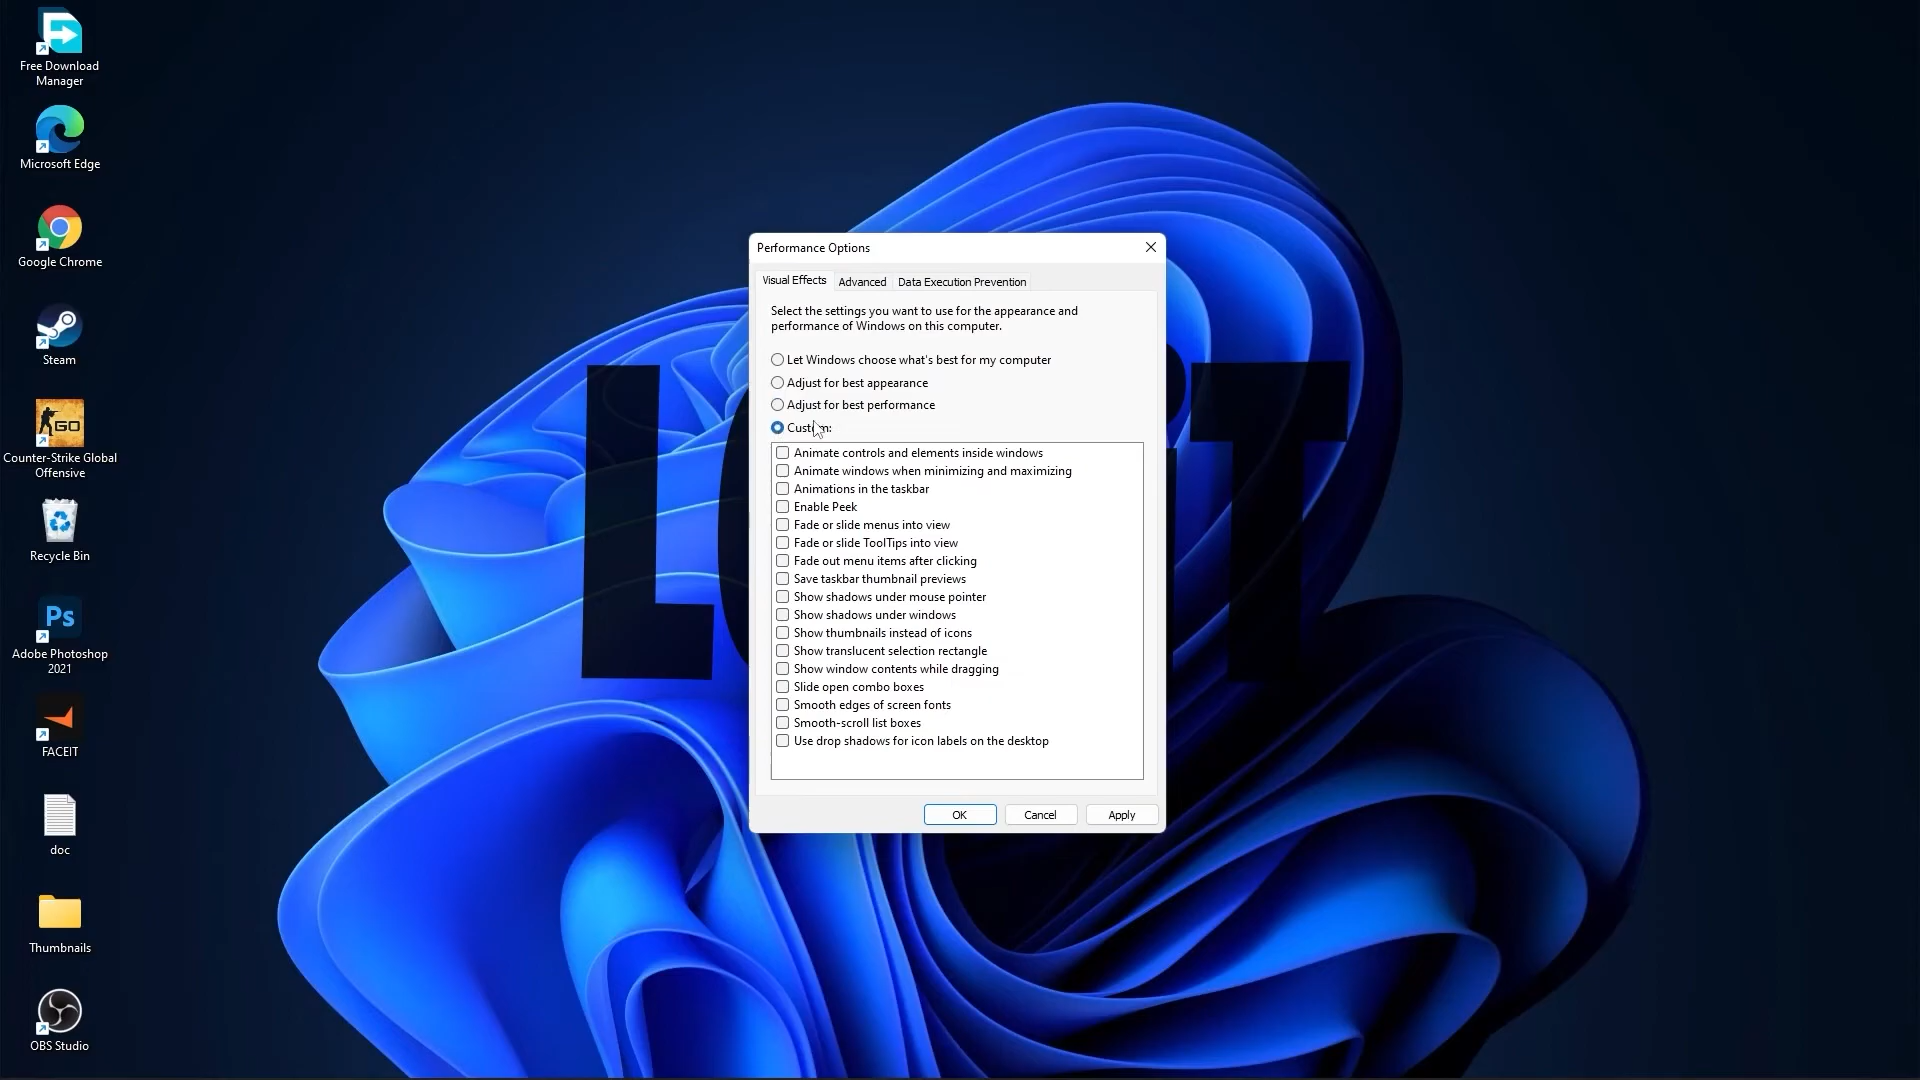 Free Download
Manager
Microsoft Edge
Google Chrome
Steam
GO
Counter-Strike Global
Offensive
Recycle Bin
Ps
Adobe Photoshop
2021
FACEIT
doc
Thumbnails
OBS Studio
Performance Options
Visual Effects
Advanced
Data Execution Prevention
Select the settings you want to use for the appearance and
performance of Windows on this computer.
Let Windows choose what's best for my computer
Adjust for best appearance
Adjust for best performance
Custom:
Animate controls and elements inside windows
Animate windows when minimizing and maximizing
Animations in the taskbar
Enable Peek
Fade or slide menus into view
Fade or slide ToolTips into view
Fade out menu items after clicking
Save taskbar thumbnail previews
Show shadows under mouse pointer
Show shadows under windows
Show thumbnails instead of icons
Show translucent selection rectangle
Show window contents while dragging
Slide open combo boxes
Smooth edges of screen fonts
Smooth-scroll list boxes
Use drop shadows for icon labels on the desktop
OK
Cancel
Apply